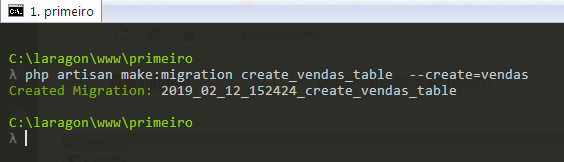 1. primeiro
C:\laragon\www\primeiro
λ php artisan make:migration create_vendas_table  --create=vendas
Created Migration: 2019_02_12_152424_create_vendas_table
C:\laragon\www\primeiro
λ